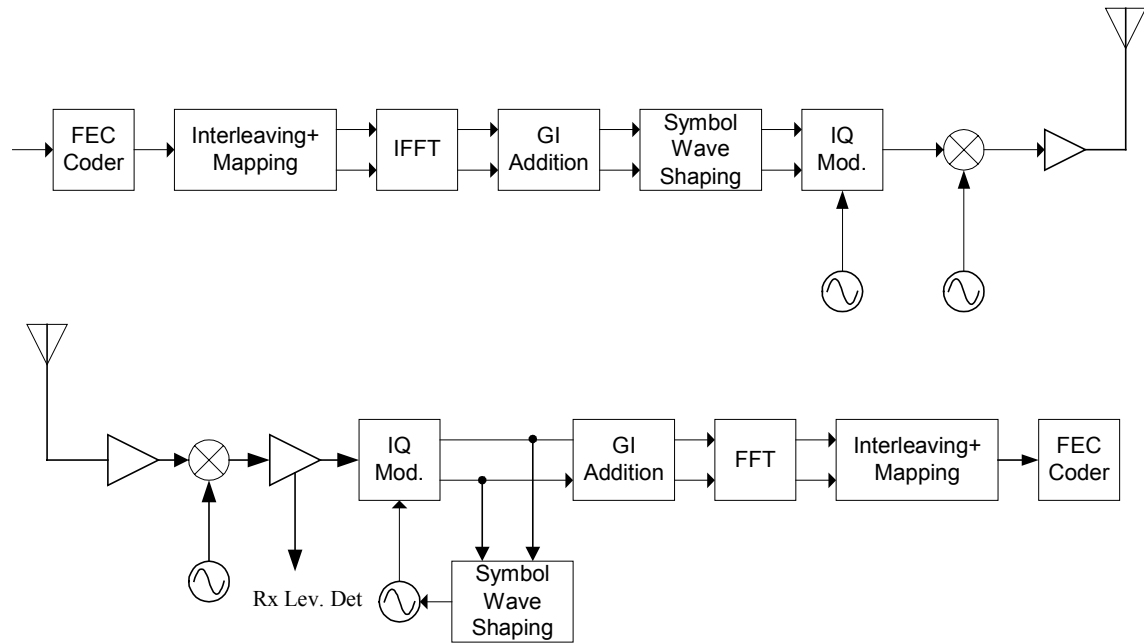 FEC
Coder
Interleaving+
Mapping
IFFT
GI
Addition
Symbol
Wave
Shaping
IQ
Mod.
IQ
Mod.
GI
Addition
FFT
Interleaving+
Mapping
FEC
Coder
Rx Lev. Det
Symbol
Wave
Shaping